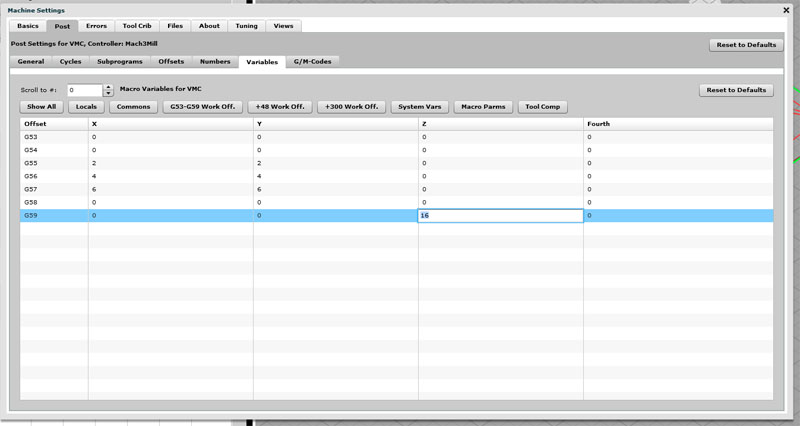 Machine Settings
Basics Post Errors Tool Crib Files About Tuning Views
Post Settings for VMC, Controller: Mach3Mill Reset to Defaults
General Cycles Subprograms Offsets Numbers Variables G/M-Codes
Scroll to #: 0 Macro Variables for VMC Reset to Defaults
Show All Locals Commons G53-G59 Work Off. +48 Work Off. +300 Work Off. System Vars Macro Parms Tool Comp
Offset X Y Z Fourth
G53 0 0 0 0
G54 0 0 0 0
G55 2 2 0 0
G56 4 4 0 0
G57 6 6 0 0
G58 0 0 0 0
G59 0 0 16 0